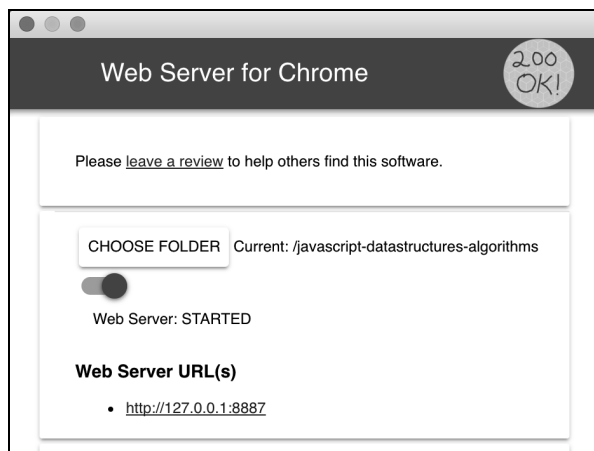 Web Server for Chrome
200
OK!
Please leave a review to help others find this software.
CHOOSE FOLDER Current: /javascript-datastructures-algorithms
Web Server: STARTED
Web Server URL(s)
• http://127.0.0.1:8887